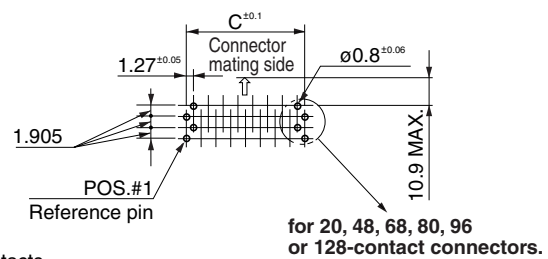 C±0.1
Connector
mating side
1.27±0.05
ø0.8±0.06
1.905
10.9 MAX.
POS.#1
Reference pin
for 20, 48, 68, 80, 96
or 128-contact connectors.